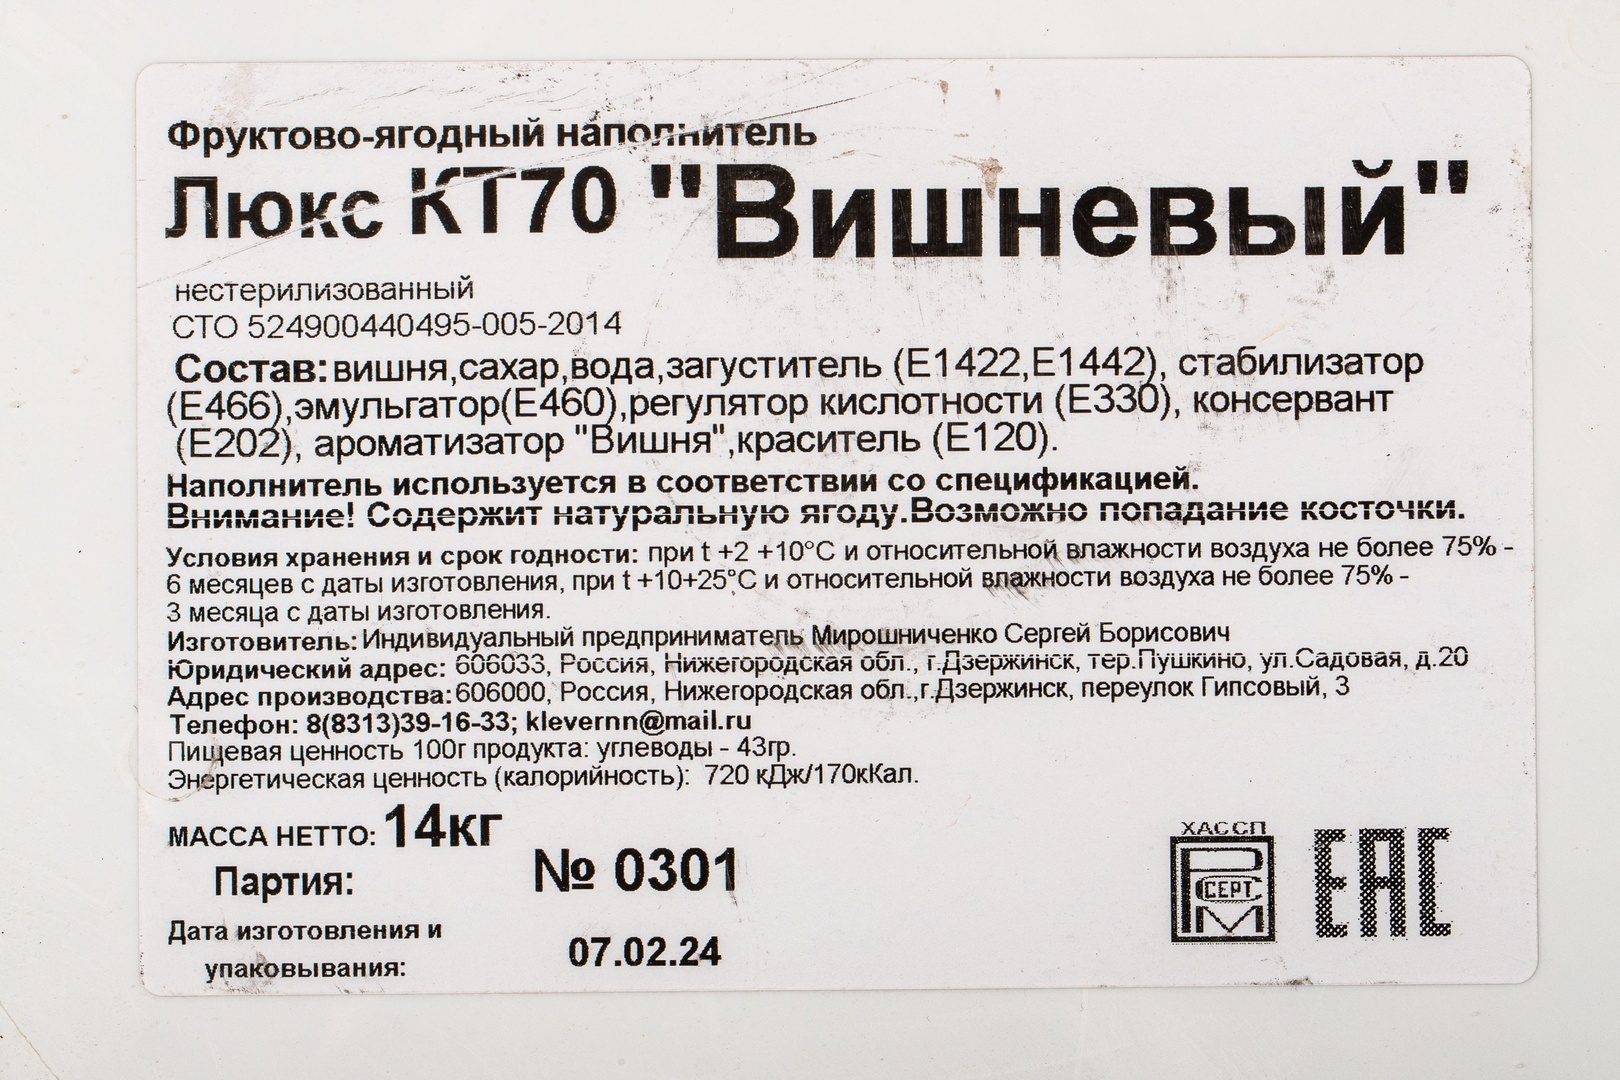 Фруктово-ягодный наполнитель
Люкс КТ70 "Вишневый"
нестерилизованный
СТО 524900440495-005-2014
Состав: вишня,сахар,вода,загуститель (Е1422,Е1442), стабилизатор
(Е466),эмульгатор(Е460),регулятор кислотности (Е330), консервант
(Е202), ароматизатор "Вишня",краситель (Е120).
Наполнитель используется в соответствии со спецификацией.
Внимание! Содержит натуральную ягоду.Возможно попадание косточки.
Условия хранения и срок годности: при t +2 +10°С и относительной влажности воздуха не более 75% -
6 месяцев с даты изготовления, при t +10+25°С и относительной влажности воздуха не более 75% -
3 месяца с даты изготовления.
Изготовитель: Индивидуальный предприниматель Мирошниченко Сергей Борисович
Юридический адрес: 606033, Россия, Нижегородская обл., г.Дзержинск, тер.Пушкино, ул.Садовая, д.20
Адрес производства: 606000, Россия, Нижегородская обл.,г.Дзержинск, переулок Гипсовый, 3
Телефон: 8(8313)39-16-33; klevernn@mail.ru
Пищевая ценность 100г продукта: углеводы - 43гр.
Энергетическая ценность (калорийность): 720 кДж/170кКал.
МАССА НЕТТО: 14кг
Партия: № 0301
Дата изготовления и
упаковывания: 07.02.24
ХАССП
РСМ
СЕРТ
ЕАС